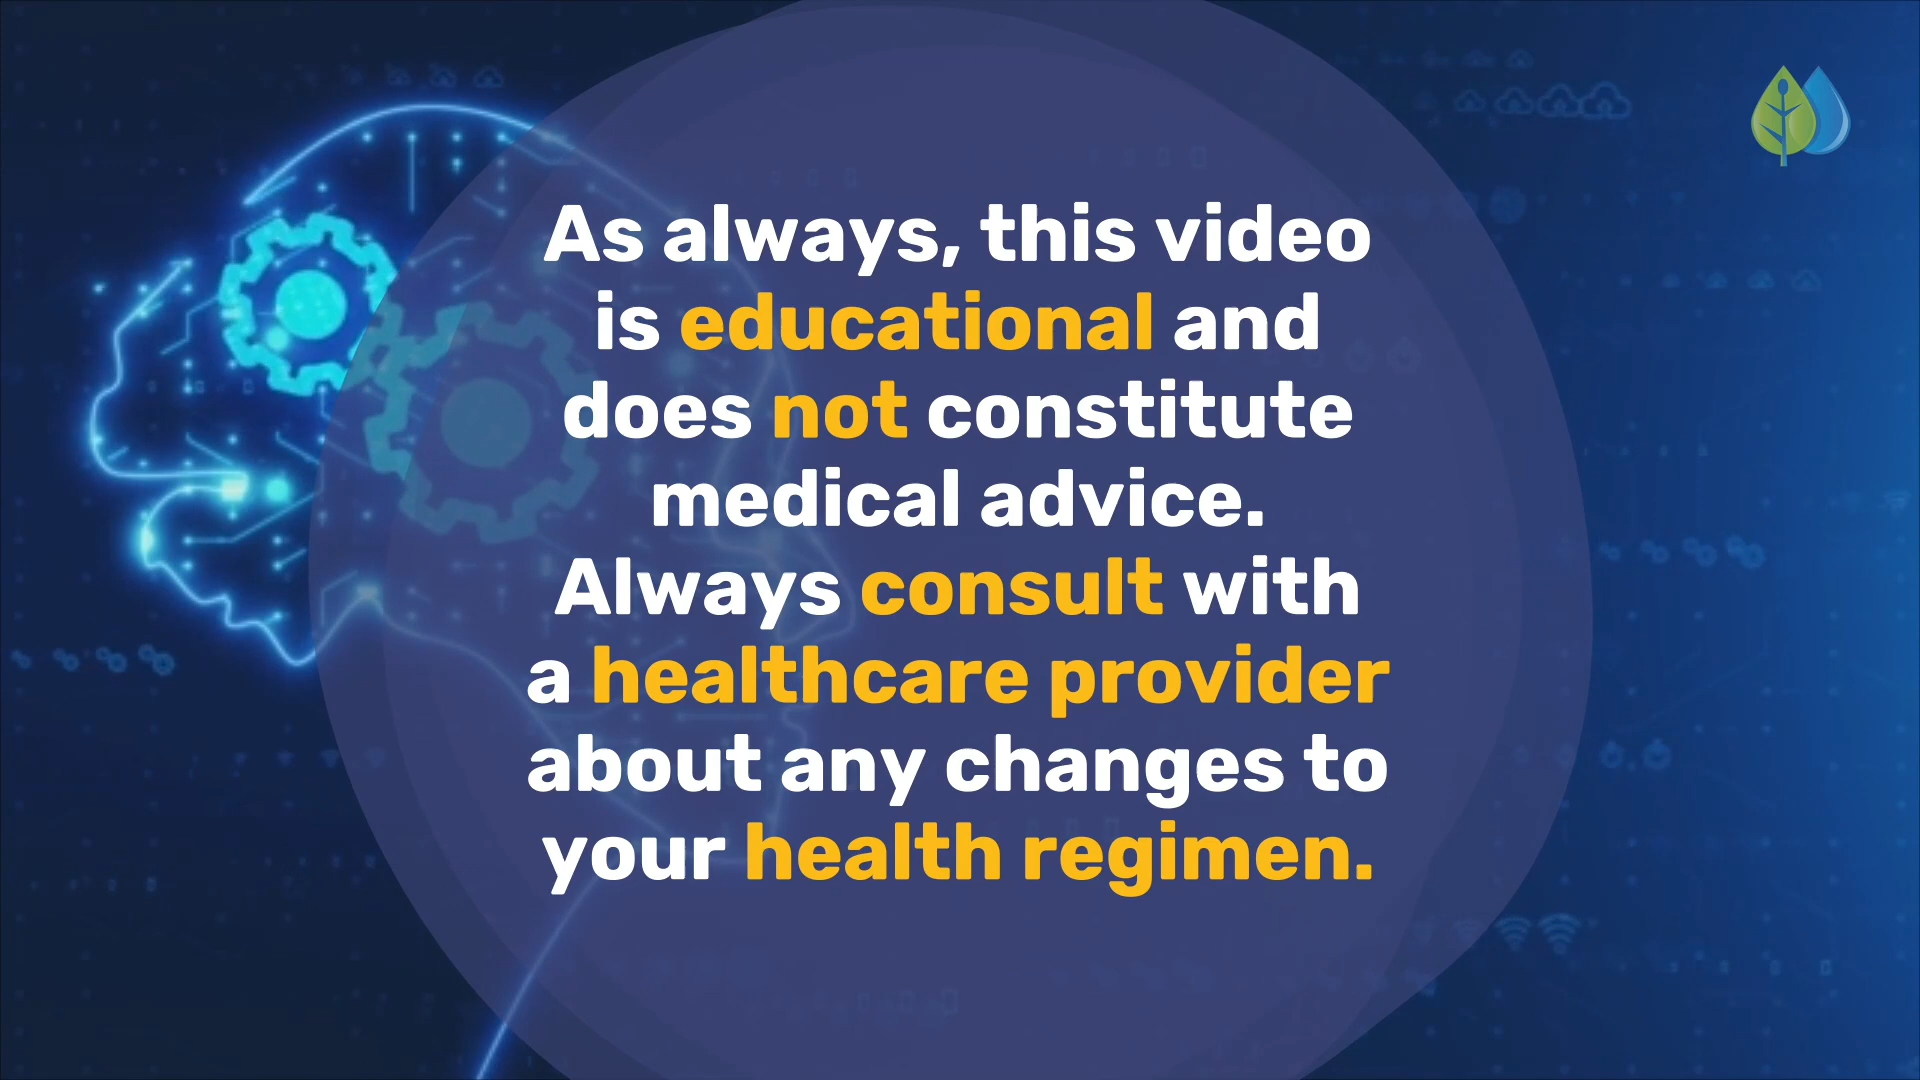 As always, this video
is educational and
does not constitute
medical advice.
Always consult with
a healthcare provider
about any changes to
your health regimen.